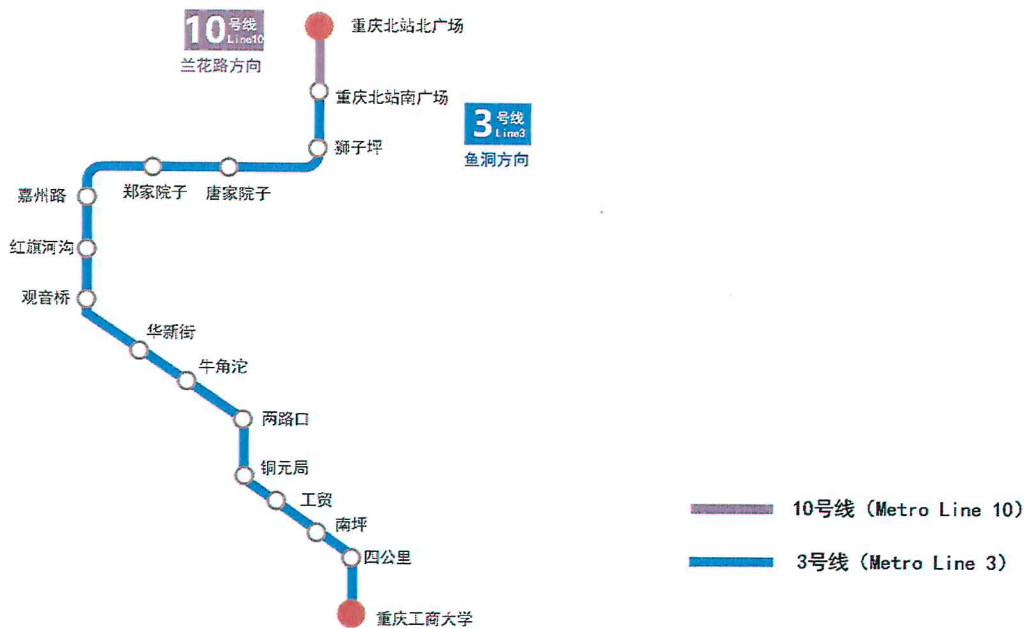 10号线
Line10
兰花路方向
重庆北站北广场
重庆北站南广场
3号线
Line3
鱼洞方向
狮子坪
唐家院子
郑家院子
嘉州路
红旗河沟
观音桥
华新街
牛角沱
两路口
铜元局
工贸
南坪
四公里
重庆工商大学
10号线（Metro Line 10）
3号线（Metro Line 3）